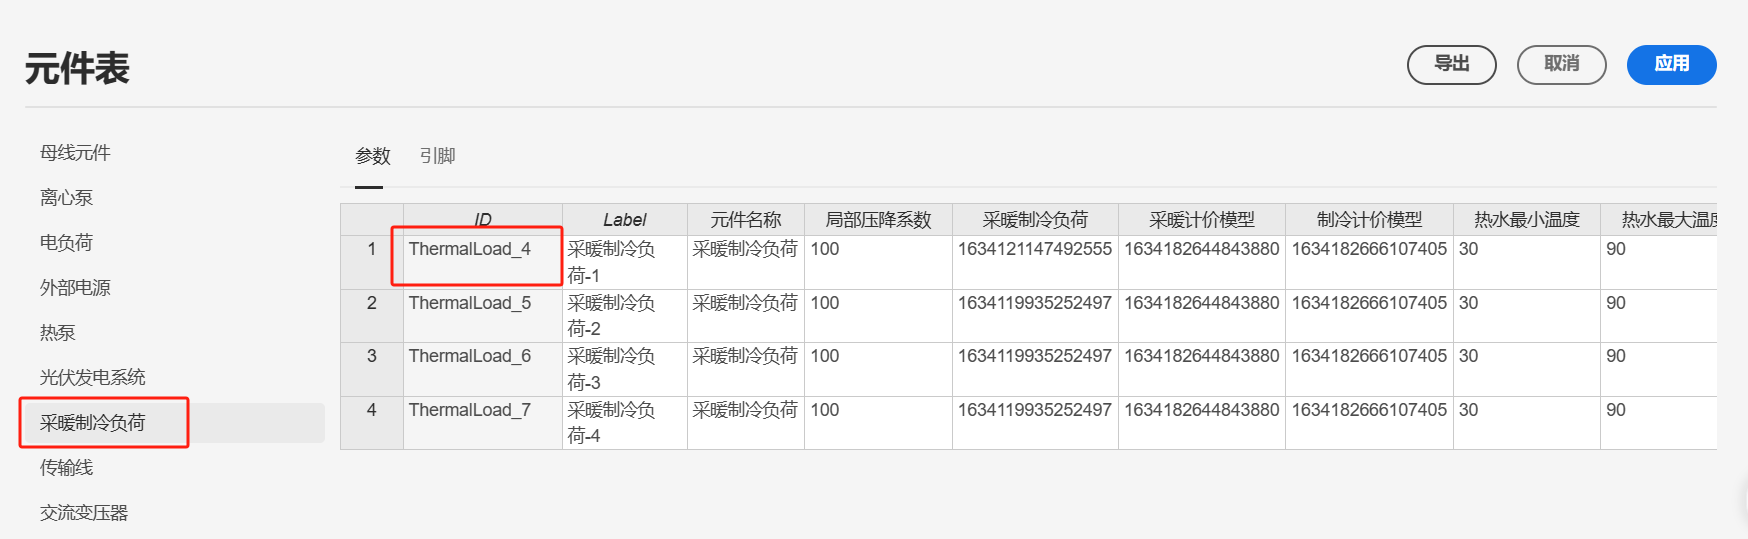 元件表
导出 取消 应用
母线元件
离心泵
电负荷
外部电源
热泵
光伏发电系统
采暖制冷负荷
传输线
交流变压器
参数 引脚
ID Label 元件名称 局部压降系数 采暖制冷负荷 采暖计价模型 制冷计价模型 热水最小温度 热水最大温度
1 ThermalLoad_4 采暖制冷负 采暖制冷负荷 100 1634121147492555 1634182644843880 1634182666107405 30 90
荷-1
2 ThermalLoad_5 采暖制冷负 采暖制冷负荷 100 1634119935252497 1634182644843880 1634182666107405 30 90
荷-2
3 ThermalLoad_6 采暖制冷负 采暖制冷负荷 100 1634119935252497 1634182644843880 1634182666107405 30 90
荷-3
4 ThermalLoad_7 采暖制冷负 采暖制冷负荷 100 1634119935252497 1634182644843880 1634182666107405 30 90
荷-4